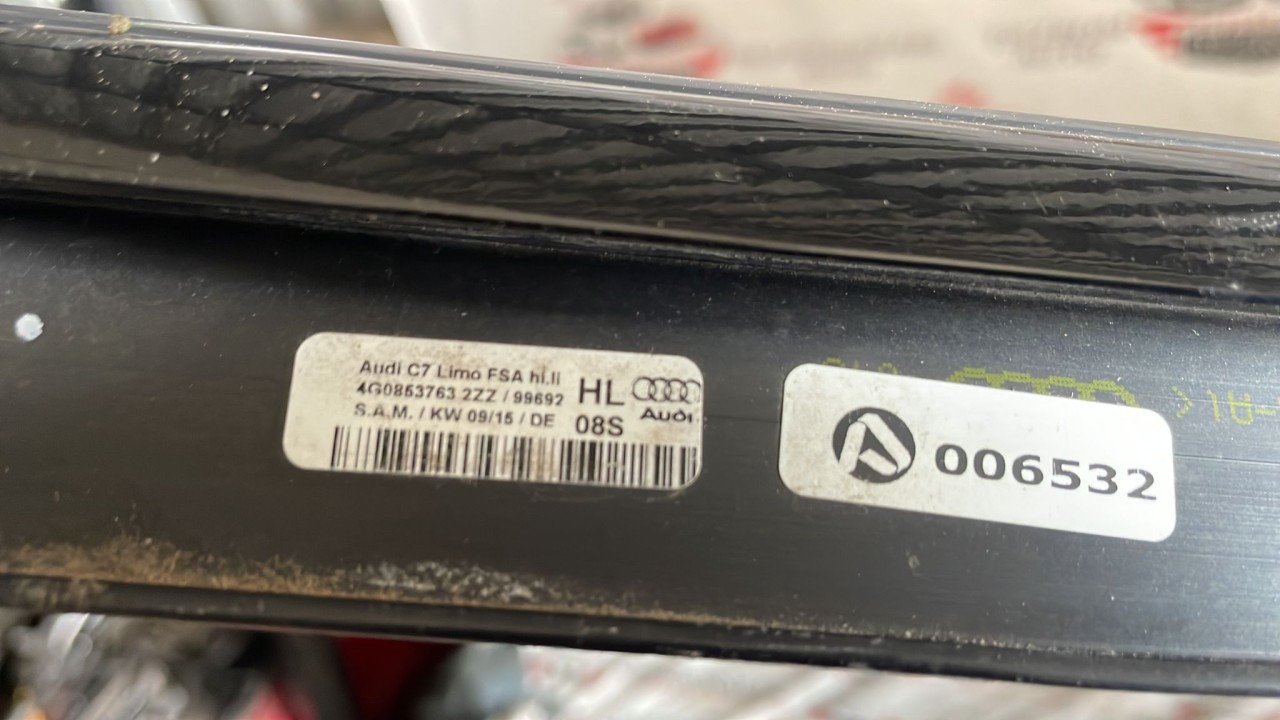 Audi C7 Limo FSA hi.li
4G0853763 2ZZ / 99692
S.A.M. / KW 09/15 / DE
HL
08S
Audi
006532